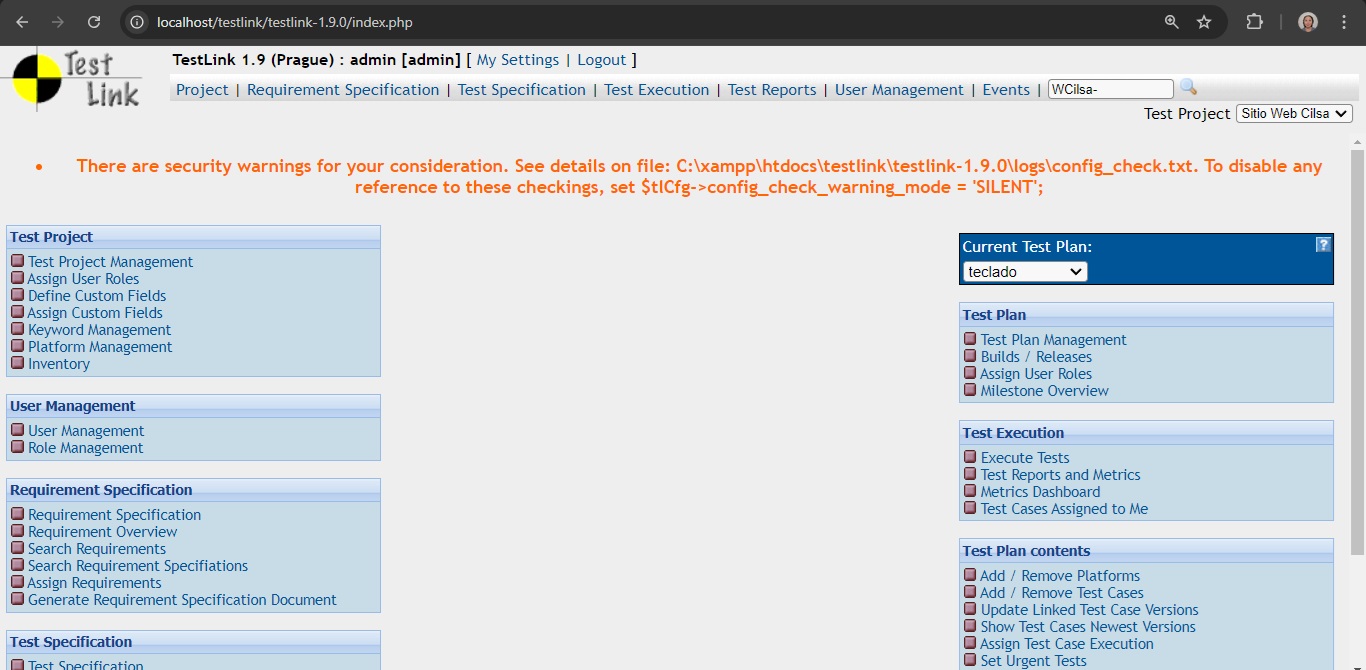 localhost/testlink/testlink-1.9.0/index.php
Test
Link
TestLink 1.9 (Prague) : admin [admin] [ My Settings | Logout ]
Project | Requirement Specification | Test Specification | Test Execution | Test Reports | User Management | Events | WCilsa-
Test Project Sitio Web Cilsa
• There are security warnings for your consideration. See details on file: C:\xampp\htdocs\testlink\testlink-1.9.0\logs\config_check.txt. To disable any
reference to these checkings, set $tlCfg->config_check_warning_mode = 'SILENT';
Test Project
Test Project Management
Assign User Roles
Define Custom Fields
Assign Custom Fields
Keyword Management
Platform Management
Inventory
User Management
User Management
Role Management
Requirement Specification
Requirement Specification
Requirement Overview
Search Requirements
Search Requirement Specifiations
Assign Requirements
Generate Requirement Specification Document
Test Specification
Test Specification
Current Test Plan: ?
teclado
Test Plan
Test Plan Management
Builds / Releases
Assign User Roles
Milestone Overview
Test Execution
Execute Tests
Test Reports and Metrics
Metrics Dashboard
Test Cases Assigned to Me
Test Plan contents
Add / Remove Platforms
Add / Remove Test Cases
Update Linked Test Case Versions
Show Test Cases Newest Versions
Assign Test Case Execution
Set Urgent Tests